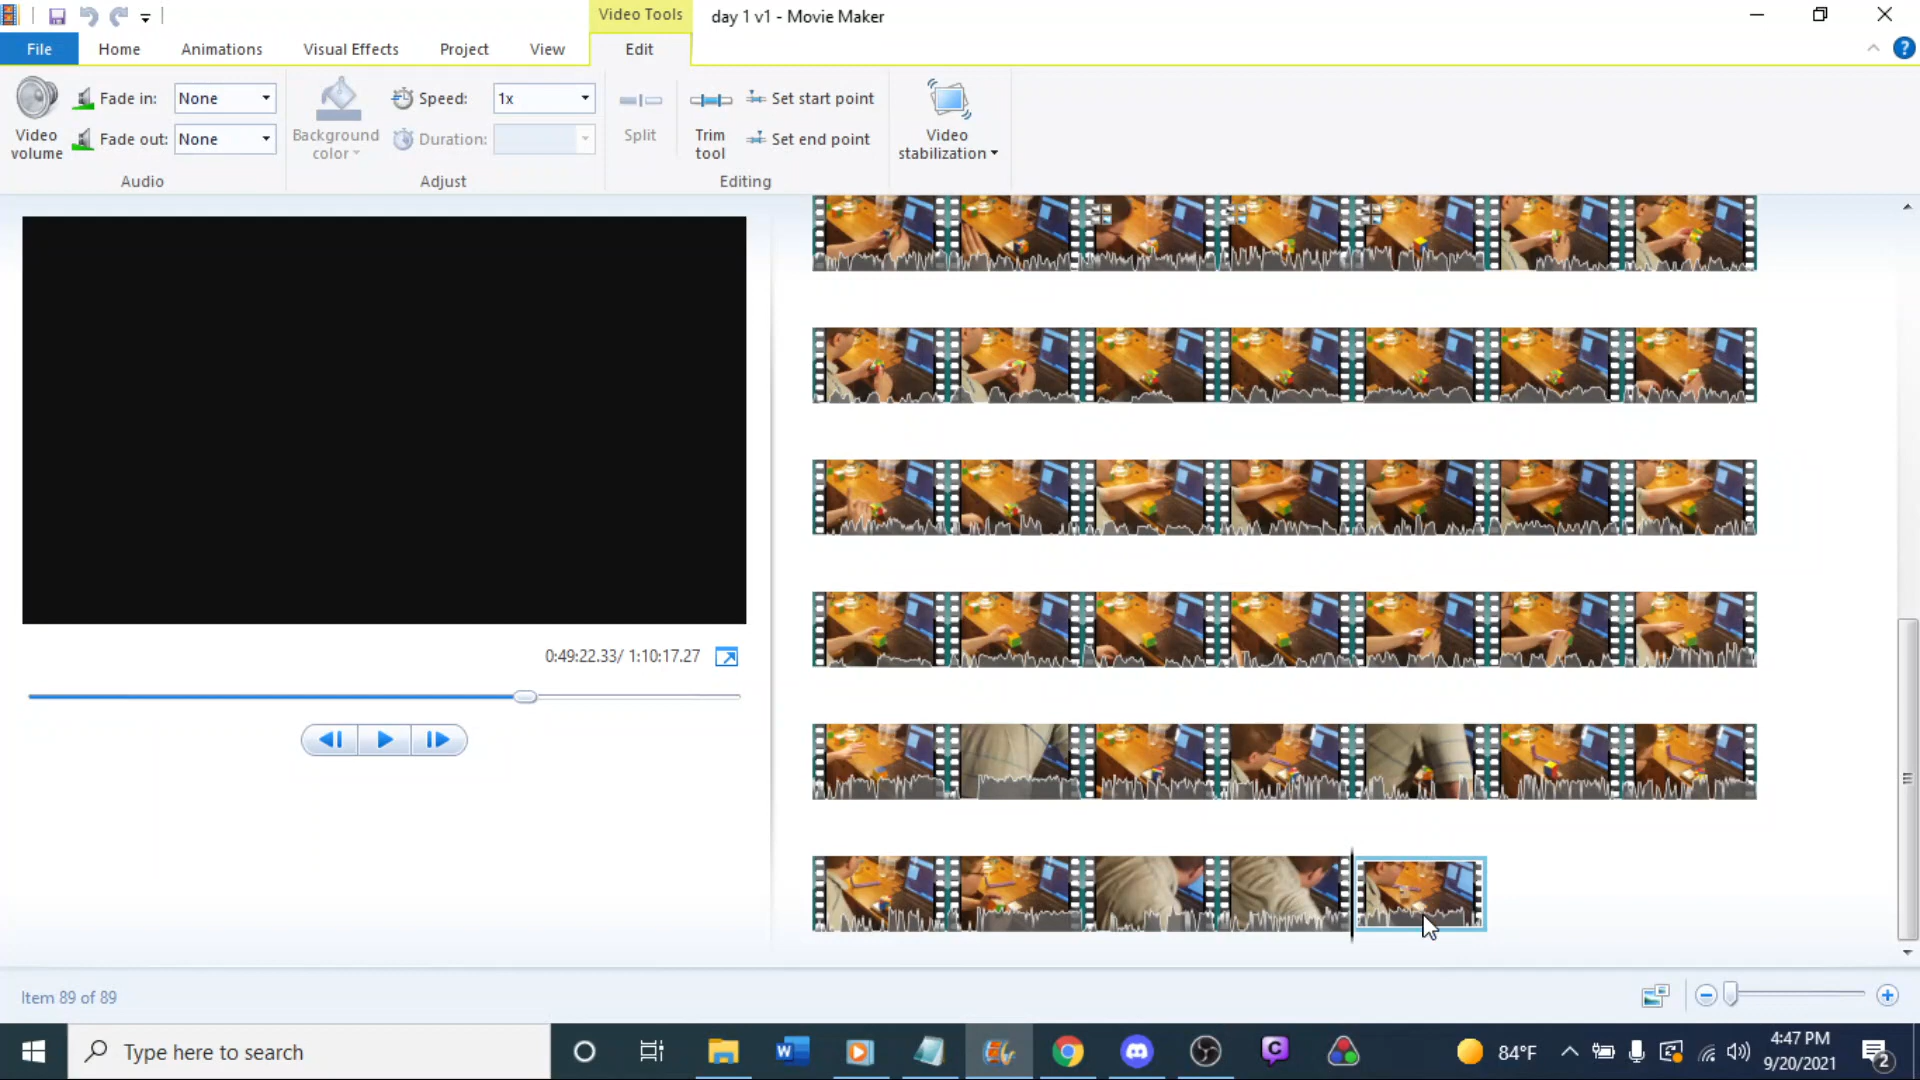 Video Tools
day 1 v1 - Movie Maker
File
Home
Animations
Visual Effects
Project
View
Edit
Video volume
Fade in:
None
Fade out:
None
Audio
Background color
Speed:
1x
Duration:
Adjust
Split
Trim tool
Set start point
Set end point
Editing
Video stabilization
0:49:22.33/ 1:10:17.27
Item 89 of 89
Type here to search
84°F
4:47 PM
9/20/2021
2